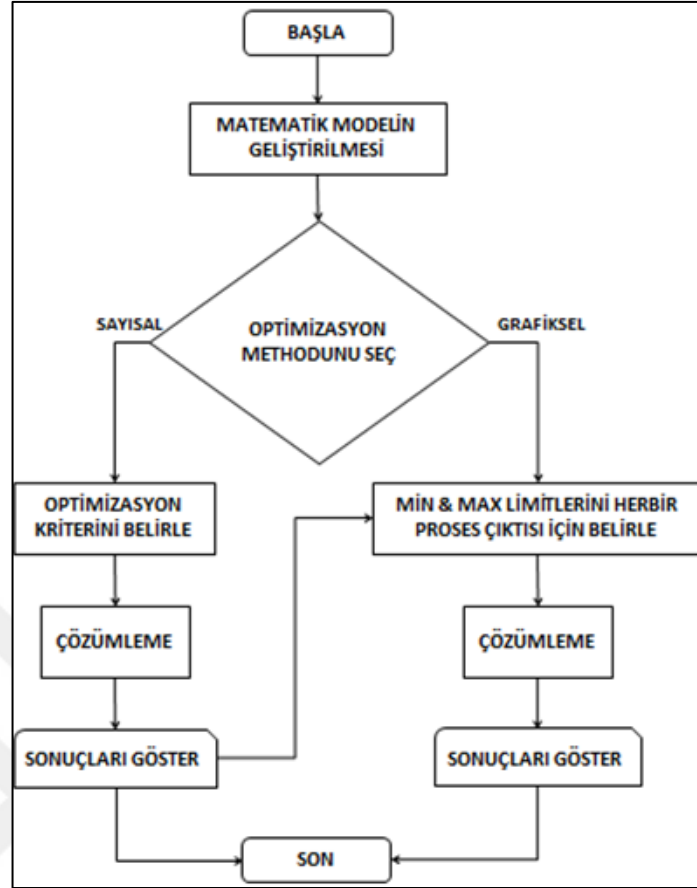 BAŞLA
MATEMATİK MODELİN
GELİŞTİRİLMESİ
SAYISAL
OPTİMİZASYON
METHODUNU SEÇ
GRAFİKSEL
OPTİMİZASYON
KRİTERİNİ BELİRLE
MİN & MAX LİMİTLERİNİ HERBİR
PROSES ÇIKTISI İÇİN BELİRLE
ÇÖZÜMLEME
ÇÖZÜMLEME
SONUÇLARI GÖSTER
SONUÇLARI GÖSTER
SON